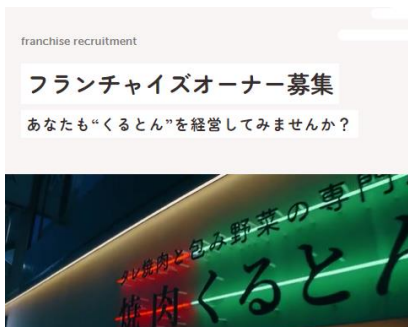 franchise recruitment
フランチャイズオーナー募集
あなたも“くるとん”を経営してみませんか？
タレ焼肉と包み野菜の専門
焼肉くるとん